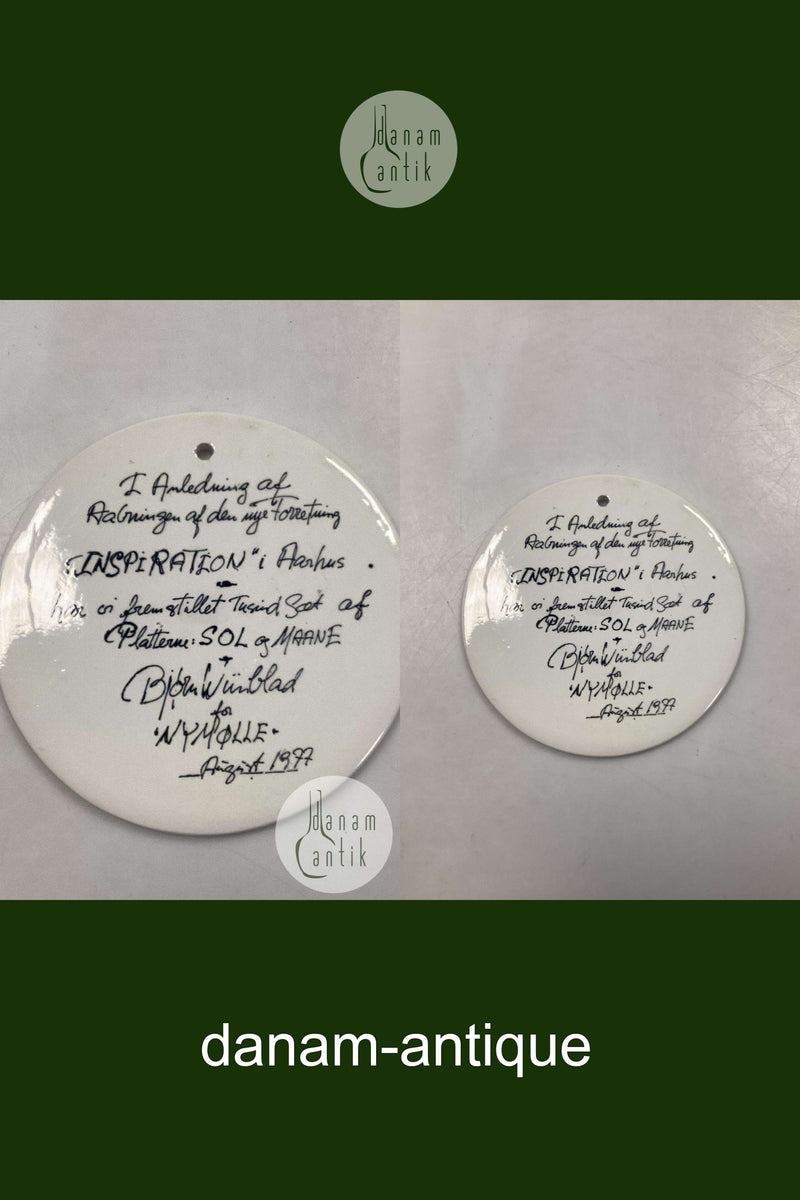 danam
antik
I Anledning af
Aabningen af den nye Forretning
„INSPiRATiON" i Aarhus .
har vi fremstillet Tusind Sæt af
Platterne: SOL og MAANE
Bjørn Wiinblad
for
·NYMØLLE·
August 1977
danam
antik
I Anledning af
Aabningen af den nye Forretning
„INSPiRATiON" i Aarhus .
har vi fremstillet Tusind Sæt af
Platterne: SOL og MAANE
Bjørn Wiinblad
for
·NYMØLLE·
August 1977
danam-antique